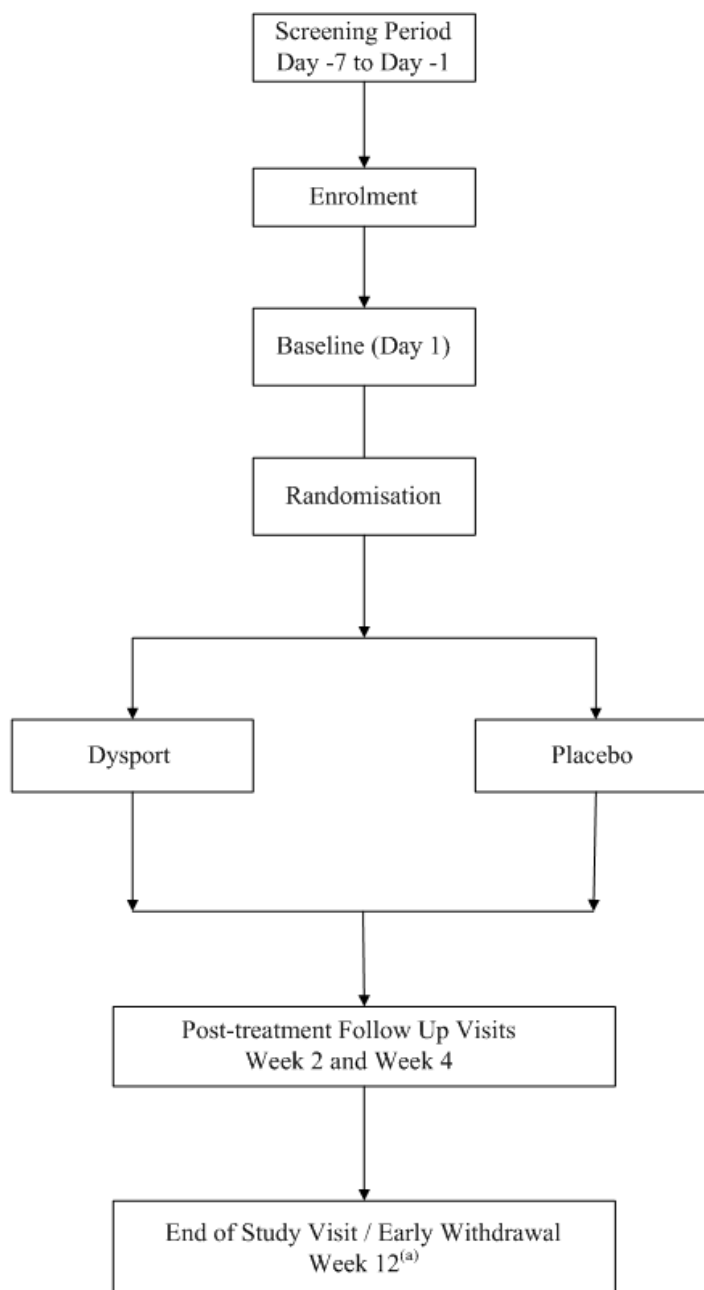 Screening Period
Day -7 to Day -1
Enrolment
Baseline (Day 1)
Randomisation
Dysport
Placebo
Post-treatment Follow Up Visits
Week 2 and Week 4
End of Study Visit / Early Withdrawal
Week 12(a)